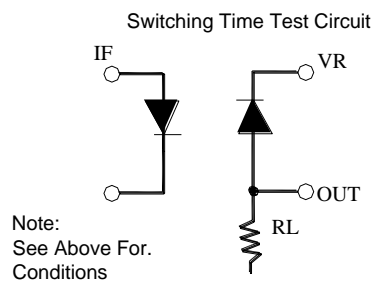 Switching Time Test Circuit
IF
VR
OUT
RL
Note:
See Above For.
Conditions